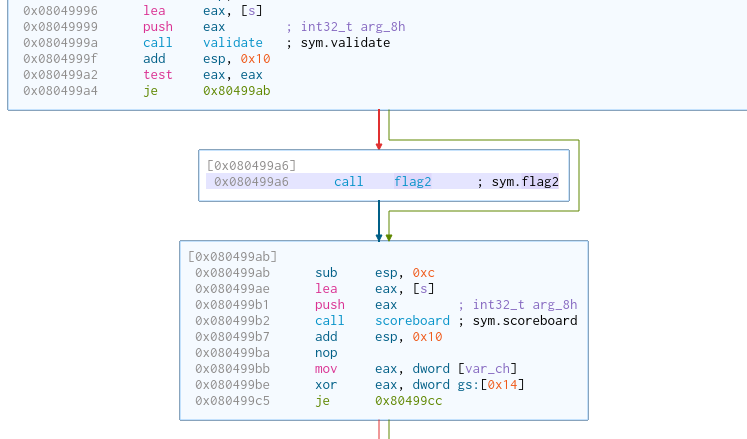 0x08049996 lea eax, [s]
0x08049999 push eax ; int32_t arg_8h
0x0804999a call validate ; sym.validate
0x0804999f add esp, 0x10
0x080499a2 test eax, eax
0x080499a4 je 0x80499ab
[0x080499a6]
0x080499a6 call flag2 ; sym.flag2
[0x080499ab]
0x080499ab sub esp, 0xc
0x080499ae lea eax, [s]
0x080499b1 push eax ; int32_t arg_8h
0x080499b2 call scoreboard ; sym.scoreboard
0x080499b7 add esp, 0x10
0x080499ba nop
0x080499bb mov eax, dword [var_ch]
0x080499be xor eax, dword gs:[0x14]
0x080499c5 je 0x80499cc